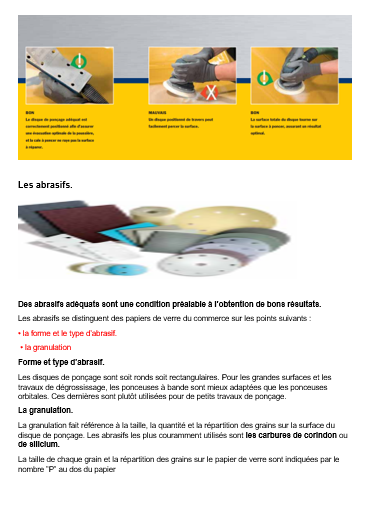 BON
Le disque de ponçage adéquat est
correctement positionné afin d'assurer
une évacuation optimale de la poussière,
et la cale à poncer ne raye pas la surface
à réparer.
MAUVAIS
Un disque positionné de travers peut
facilement percer la surface.
BON
La surface totale du disque tourne sur
la surface à poncer, assurant un résultat
optimal.
Les abrasifs.
Des abrasifs adéquats sont une condition préalable à l'obtention de bons résultats.
Les abrasifs se distinguent des papiers de verre du commerce sur les points suivants :
• la forme et le type d'abrasif.
• la granulation
Forme et type d'abrasif.
Les disques de ponçage sont soit ronds soit rectangulaires. Pour les grandes surfaces et les
travaux de dégrossissage, les ponceuses à bande sont mieux adaptées que les ponceuses
orbitales. Ces dernières sont plutôt utilisées pour de petits travaux de ponçage.
La granulation.
La granulation fait référence à la taille, la quantité et la répartition des grains sur la surface du
disque de ponçage. Les abrasifs les plus couramment utilisés sont les carbures de corindon ou
de silicium.
La taille de chaque grain et la répartition des grains sur le papier de verre sont indiquées par le
nombre "P" au dos du papier